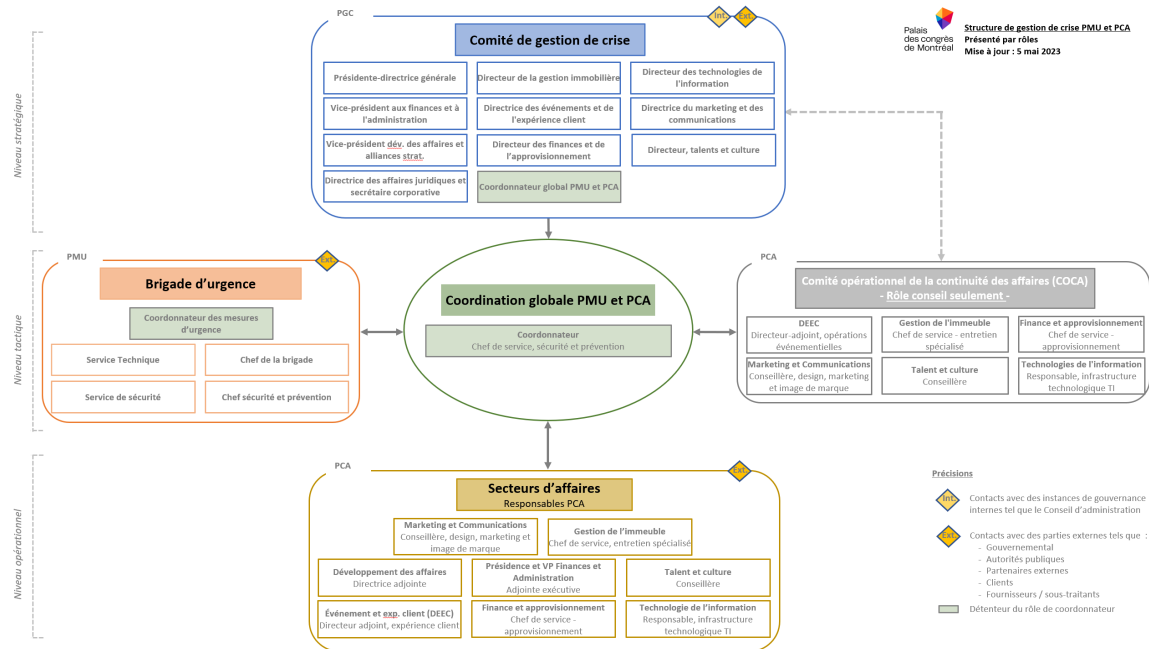 PGC
Int.
Ext.
Comité de gestion de crise
Présidente-directrice générale
Directeur de la gestion immobilière
Directeur des technologies de
l'information
Vice-président aux finances et à
l'administration
Directrice des événements et de
l'expérience client
Directrice du marketing et des
communications
Vice-président dév. des affaires et
alliances strat.
Directeur des finances et de
l'approvisionnement
Directeur, talents et culture
Directrice des affaires juridiques et
secrétaire corporative
Coordonnateur global PMU et PCA
Palais
des congrès
de Montréal
Structure de gestion de crise PMU et PCA
Présenté par rôles
Mise à jour : 5 mai 2023
Niveau stratégique
Niveau tactique
Niveau opérationnel
PMU
Ext.
Brigade d'urgence
Coordonnateur des mesures
d'urgence
Service Technique
Chef de la brigade
Service de sécurité
Chef sécurité et prévention
Coordination globale PMU et PCA
Coordonnateur
Chef de service, sécurité et prévention
PCA
Comité opérationnel de la continuité des affaires (COCA)
- Rôle conseil seulement -
DEEC
Directeur-adjoint, opérations
événementielles
Gestion de l'immeuble
Chef de service - entretien
spécialisé
Finance et approvisionnement
Chef de service -
approvisionnement
Marketing et Communications
Conseillère, design, marketing
et image de marque
Talent et culture
Conseillère
Technologies de l'information
Responsable, infrastructure
technologique TI
PCA
Ext.
Secteurs d'affaires
Responsables PCA
Marketing et Communications
Conseillère, design, marketing et
image de marque
Gestion de l'immeuble
Chef de service, entretien spécialisé
Développement des affaires
Directrice adjointe
Présidence et VP Finances et
Administration
Adjointe exécutive
Talent et culture
Conseillère
Événement et exp. client (DEEC)
Directeur adjoint, expérience client
Finance et approvisionnement
Chef de service -
approvisionnement
Technologie de l'information
Responsable, infrastructure
technologique TI
Précisions
Int.
Contacts avec des instances de gouvernance
internes tel que le Conseil d'administration
Ext.
Contacts avec des parties externes tels que :
- Gouvernemental
- Autorités publiques
- Partenaires externes
- Clients
- Fournisseurs / sous-traitants
Détenteur du rôle de coordonnateur